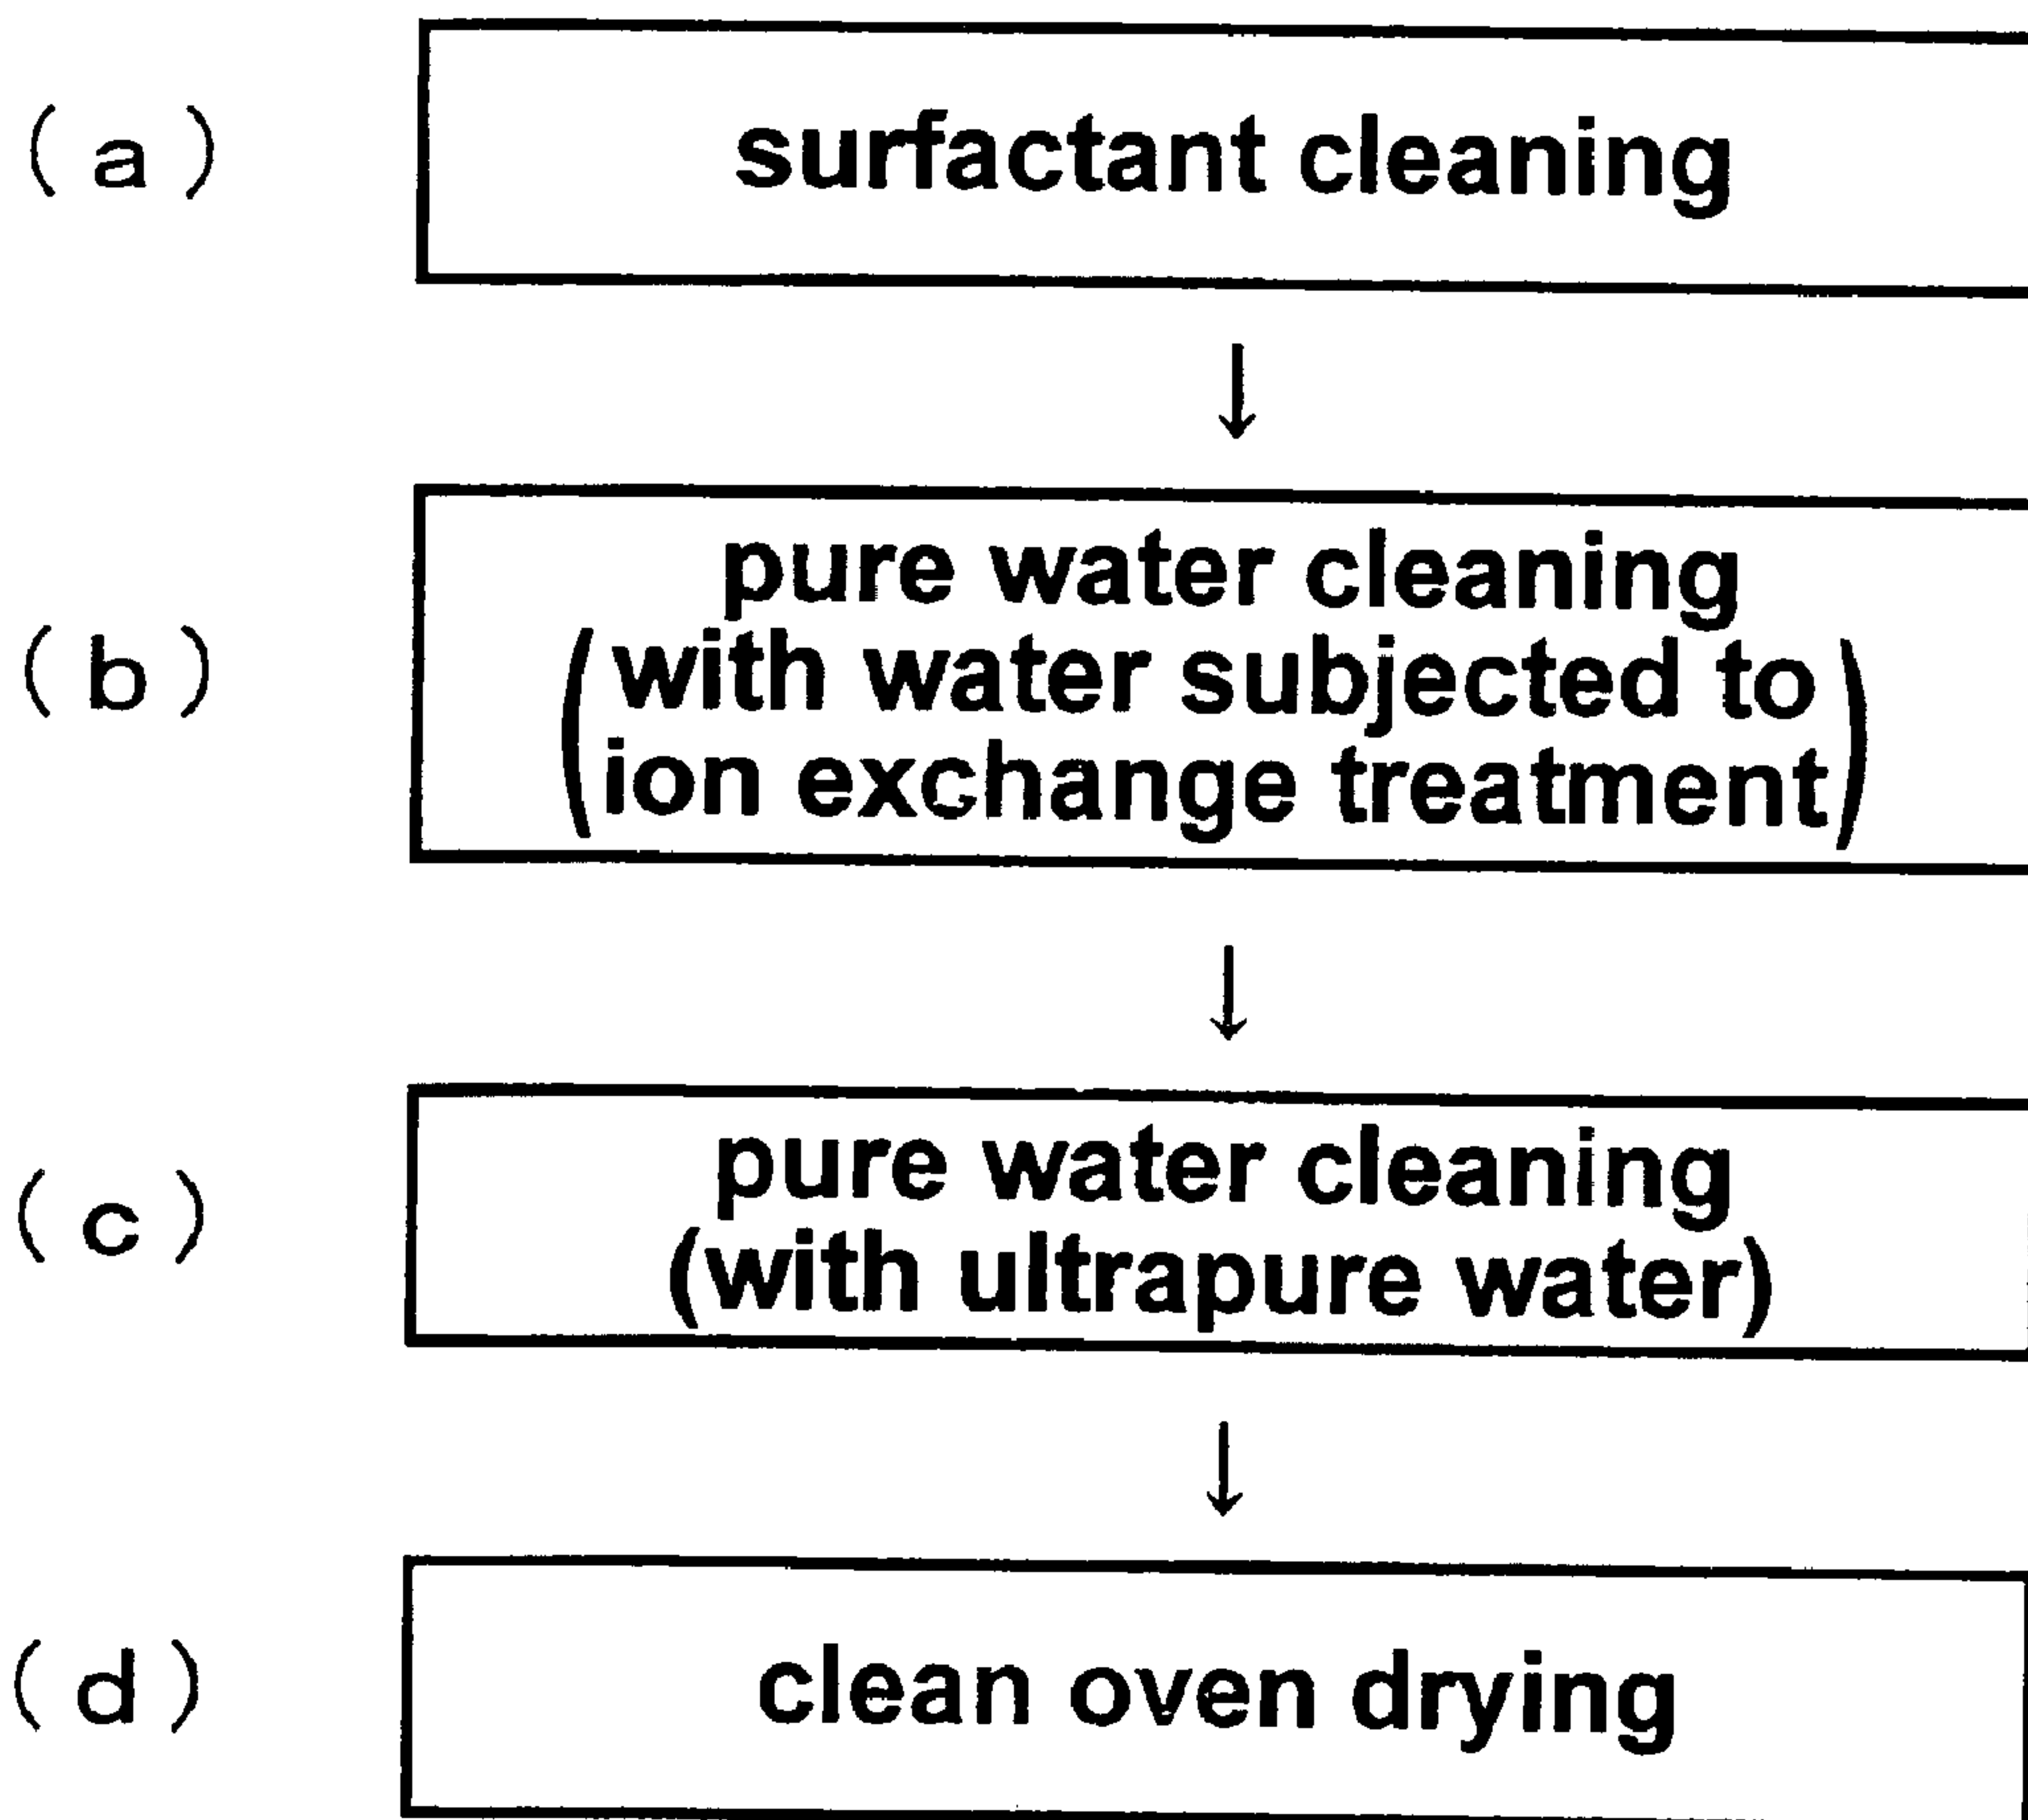 (a)
surfactant cleaning
↓
(b)
pure water cleaning
(with water subjected to
ion exchange treatment)
↓
(c)
pure water cleaning
(with ultrapure water)
↓
(d)
clean oven drying